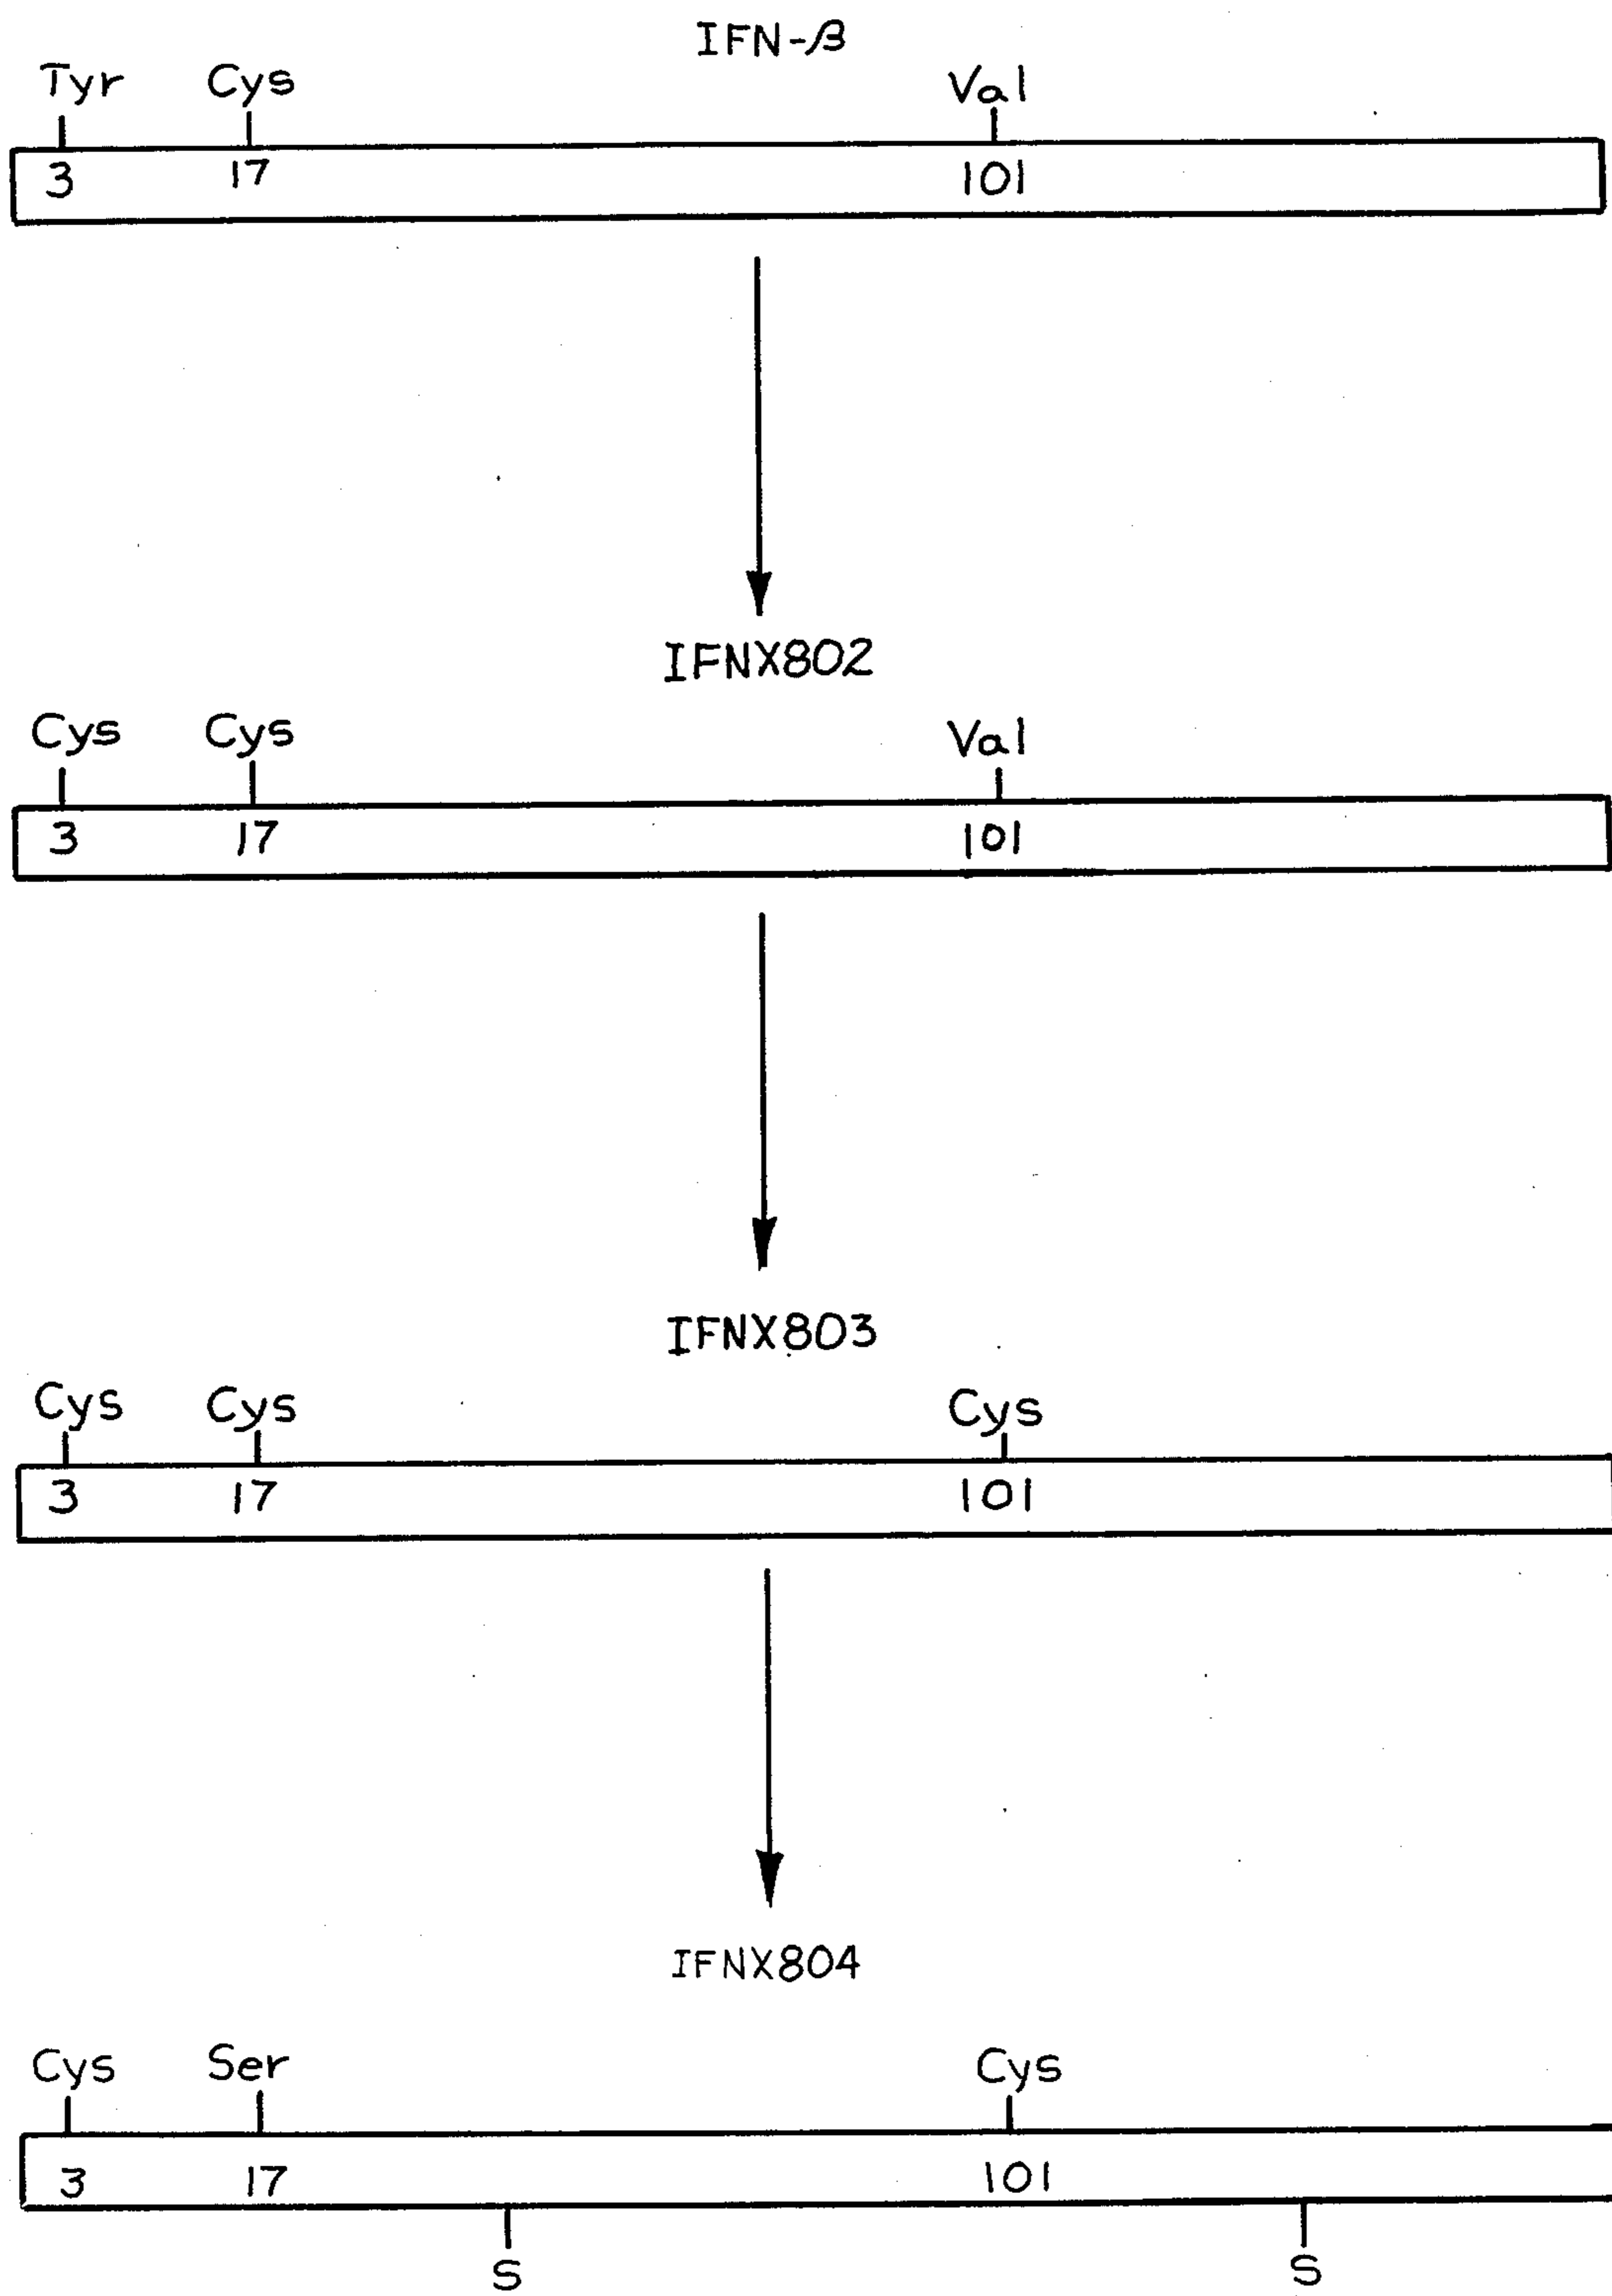 IFN-β
Tyr Cys Val
3 17 101
IFNX802
Cys Cys Val
3 17 101
IFNX803
Cys Cys Cys
3 17 101
IFNX804
Cys Ser Cys
3 17 101
S S